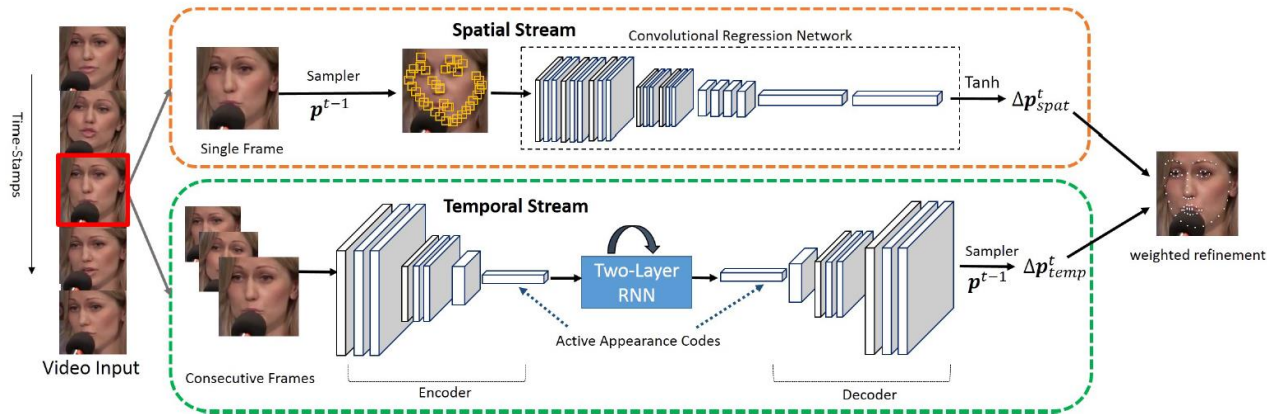 Time-Stamps
Video Input
Spatial Stream
Single Frame
Sampler
p^{t-1}
Convolutional Regression Network
Tanh
Δp^t_{spat}
Temporal Stream
Consecutive Frames
Encoder
Two-Layer
RNN
Active Appearance Codes
Decoder
Sampler
p^{t-1}
Δp^t_{temp}
weighted refinement